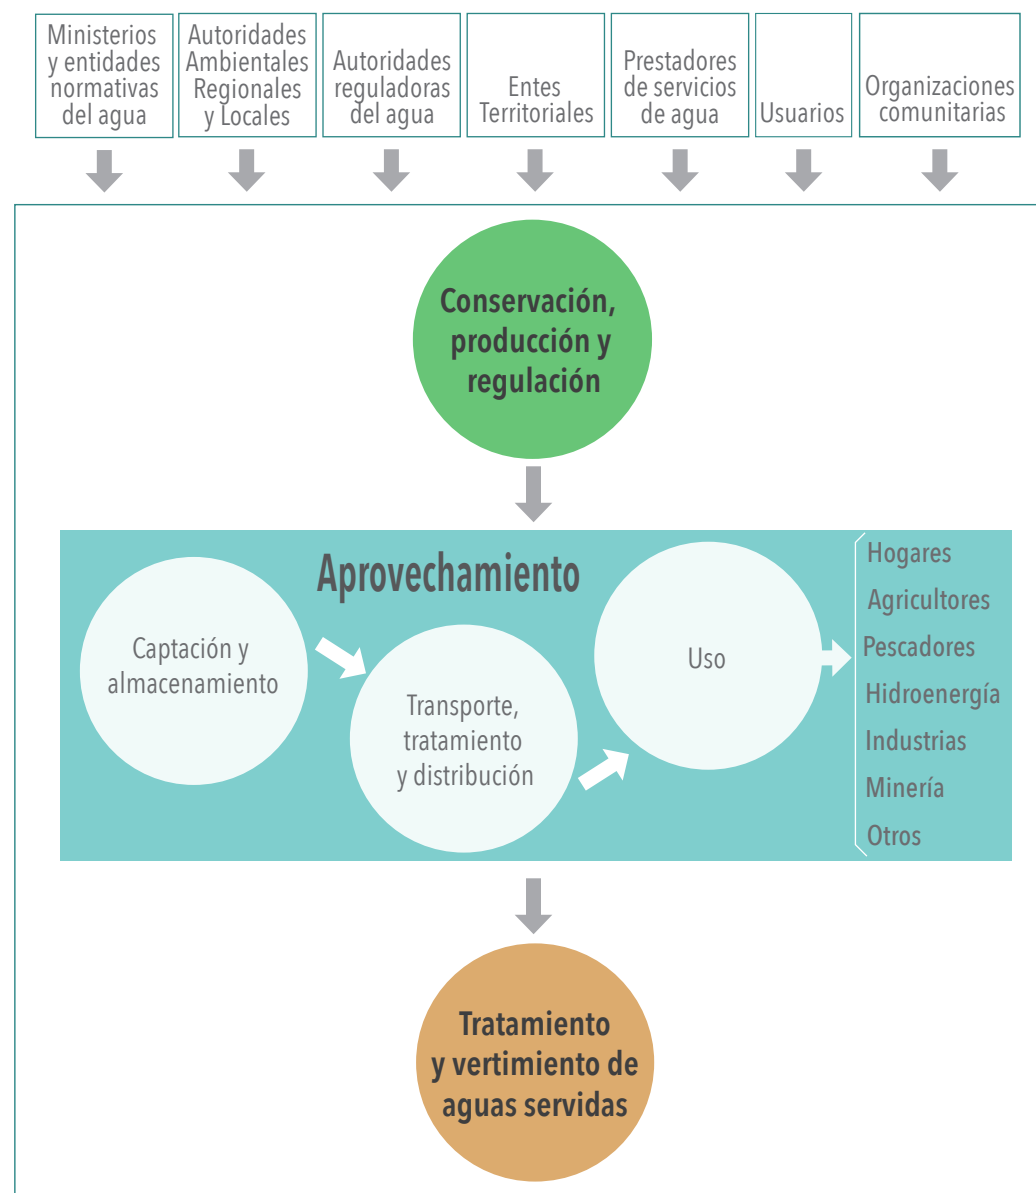 Ministerios
y entidades
normativas
del agua
Autoridades
Ambientales
Regionales
y Locales
Autoridades
reguladoras
del agua
Entes
Territoriales
Prestadores
de servicios
de agua
Usuarios
Organizaciones
comunitarias
Conservación,
producción y
regulación
Aprovechamiento
Captación y
almacenamiento
Transporte,
tratamiento
y distribución
Uso
Hogares
Agricultores
Pescadores
Hidroenergía
Industrias
Minería
Otros
Tratamiento
y vertimiento de
aguas servidas